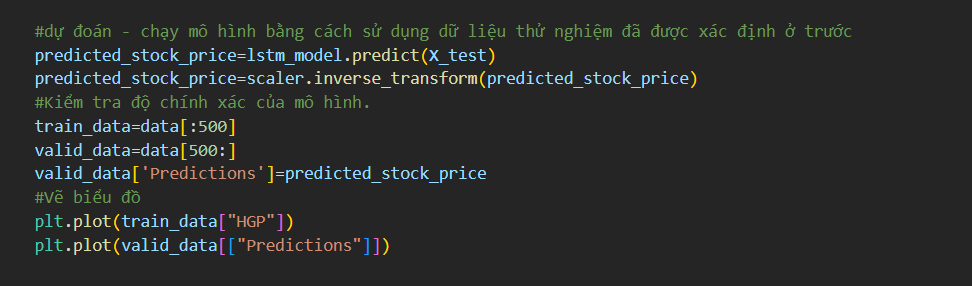 #dự đoán - chạy mô hình bằng cách sử dụng dữ liệu thử nghiệm đã được xác định ở trước
predicted_stock_price=lstm_model.predict(X_test)
predicted_stock_price=scaler.inverse_transform(predicted_stock_price)
#Kiểm tra độ chính xác của mô hình.
train_data=data[:500]
valid_data=data[500:]
valid_data['Predictions']=predicted_stock_price
#Vẽ biểu đồ
plt.plot(train_data["HGP"])
plt.plot(valid_data[["Predictions"]])